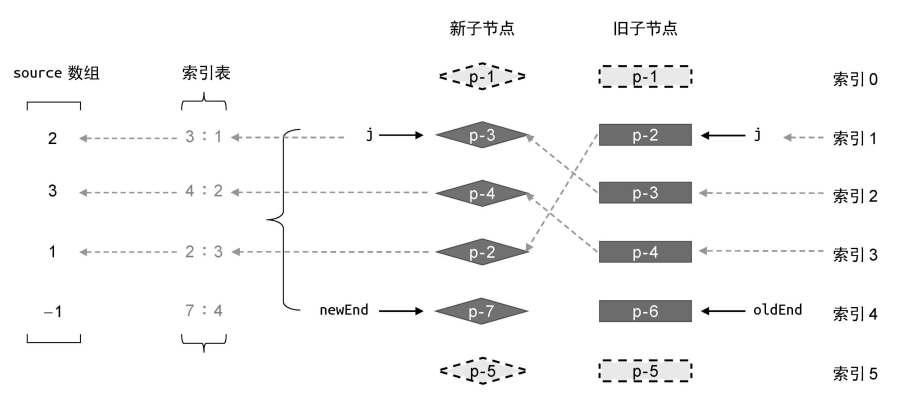 新子节点 旧子节点
p-1 p-1 索引 0
source 数组 索引表
2 3 : 1 j p-3 p-2 j 索引 1
3 4 : 2 p-4 p-3 索引 2
1 2 : 3 p-2 p-4 索引 3
−1 7 : 4 newEnd p-7 p-6 oldEnd 索引 4
p-5 p-5 索引 5